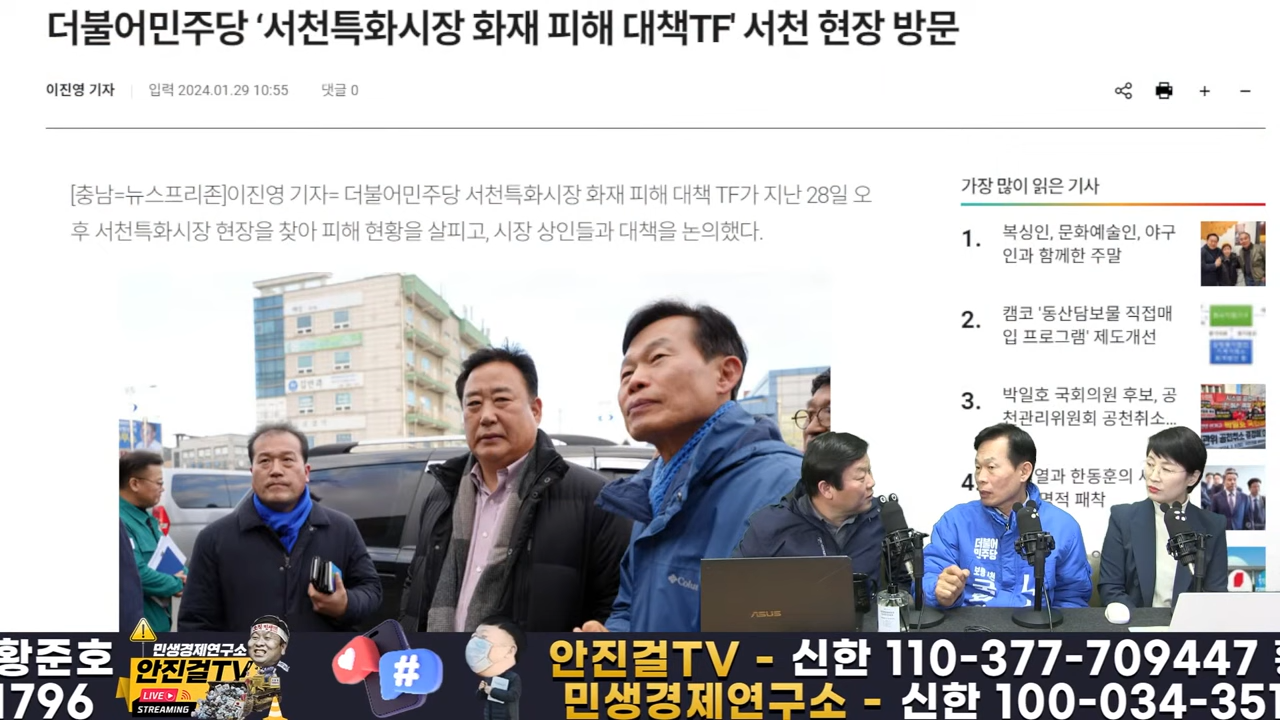 더불어민주당 ‘서천특화시장 화재 피해 대책TF' 서천 현장 방문
이진영 기자 | 입력 2024.01.29 10:55 댓글 0
[충남=뉴스프리존]이진영 기자= 더불어민주당 서천특화시장 화재 피해 대책 TF가 지난 28일 오
후 서천특화시장 현장을 찾아 피해 현황을 살피고, 시장 상인들과 대책을 논의했다.
가장 많이 읽은 기사
1. 복싱인, 문화예술인, 야구
인과 함께한 주말
2. 캠코 '동산담보물 직접매
입 프로그램' 제도개선
3. 박일호 국회의원 후보, 공
천관리위원회 공천취소...
4. 열과 한동훈의
면적 패착
더불어
민주당
ASUS
황준호
1796
민생경제연구소
안진걸TV
LIVE
STREAMING
#
안진걸TV - 신한 110-377-709447
민생경제연구소 - 신한 100-034-351